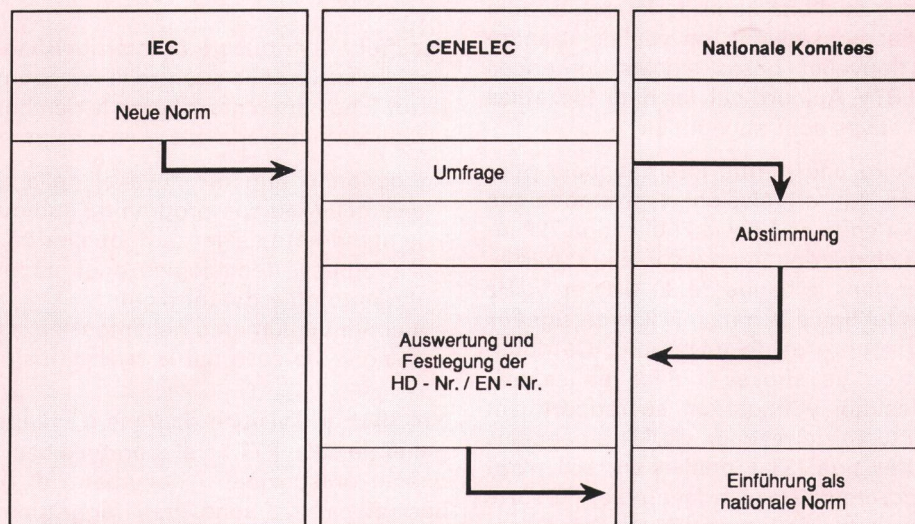 IEC
CENELEC
Nationale Komitees
Neue Norm
Umfrage
Abstimmung
Auswertung und
Festlegung der
HD - Nr. / EN - Nr.
Einführung als
nationale Norm